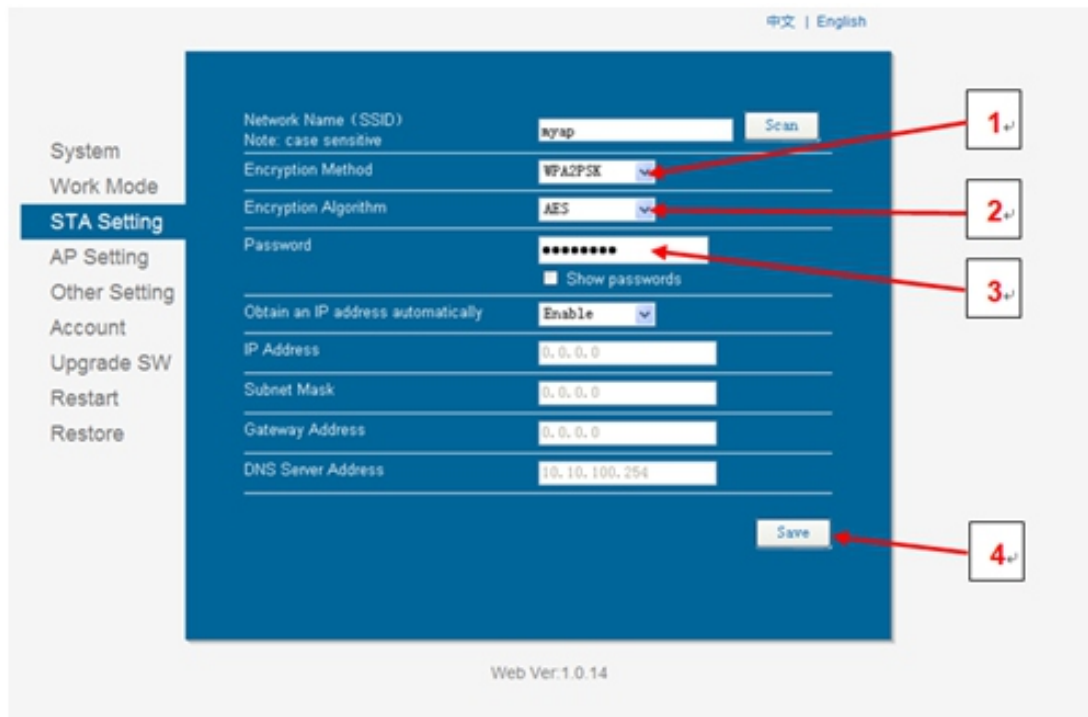 中文 | English
System
Work Mode
STA Setting
AP Setting
Other Setting
Account
Upgrade SW
Restart
Restore
Network Name (SSID)
Note: case sensitive
myap
Scan
Encryption Method
WPA2PSK
Encryption Algorithm
AES
Password
●●●●●●●●
Show passwords
Obtain an IP address automatically
Enable
IP Address
0.0.0.0
Subnet Mask
0.0.0.0
Gateway Address
0.0.0.0
DNS Server Address
10.10.100.254
Save
1
2
3
4
Web Ver:1.0.14